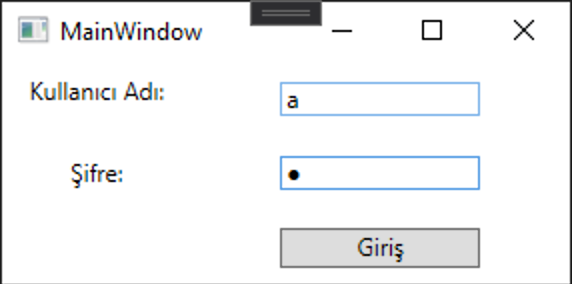 MainWindow
Kullanıcı Adı: a
Şifre: ●
Giriş